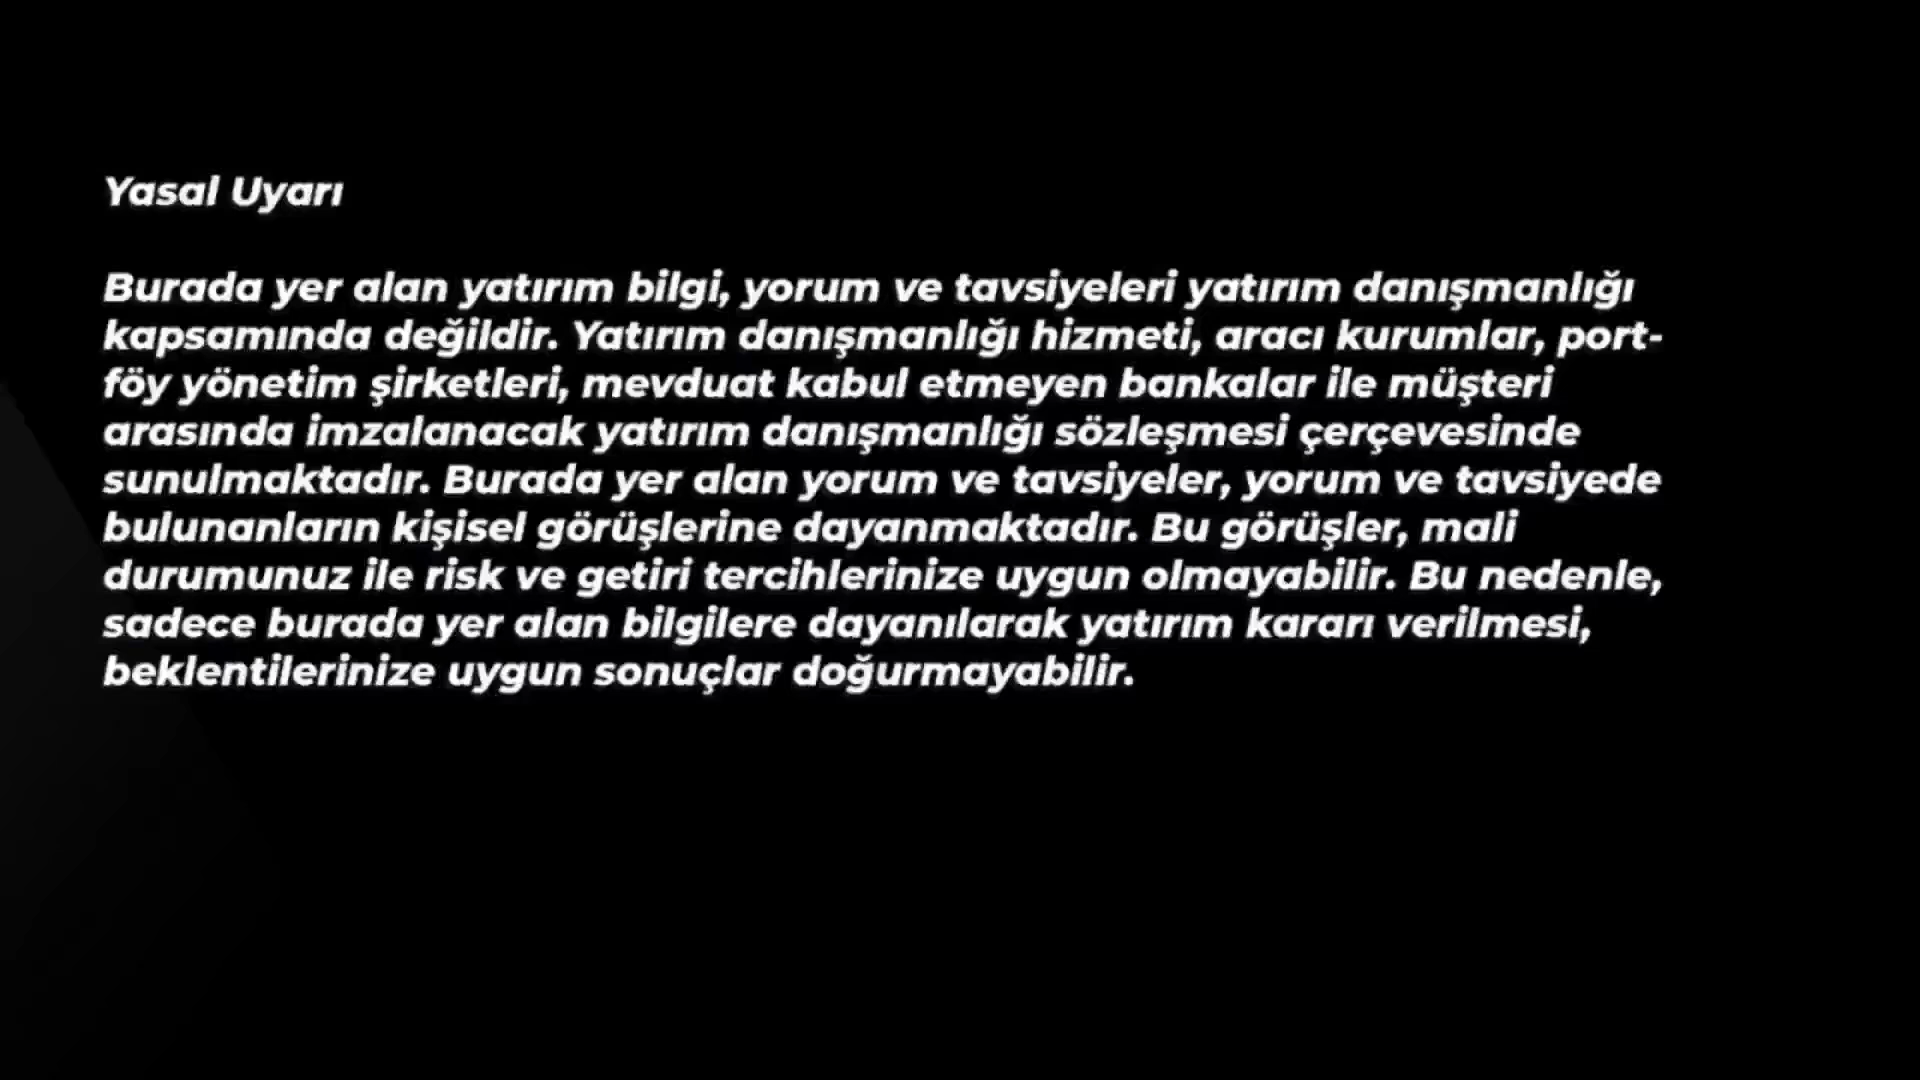 Yasal Uyarı
Burada yer alan yatırım bilgi, yorum ve tavsiyeleri yatırım danışmanlığı
kapsamında değildir. Yatırım danışmanlığı hizmeti, aracı kurumlar, port-
föy yönetim şirketleri, mevduat kabul etmeyen bankalar ile müşteri
arasında imzalanacak yatırım danışmanlığı sözleşmesi çerçevesinde
sunulmaktadır. Burada yer alan yorum ve tavsiyeler, yorum ve tavsiyede
bulunanların kişisel görüşlerine dayanmaktadır. Bu görüşler, mali
durumunuz ile risk ve getiri tercihlerinize uygun olmayabilir. Bu nedenle,
sadece burada yer alan bilgilere dayanılarak yatırım kararı verilmesi,
beklentilerinize uygun sonuçlar doğurmayabilir.